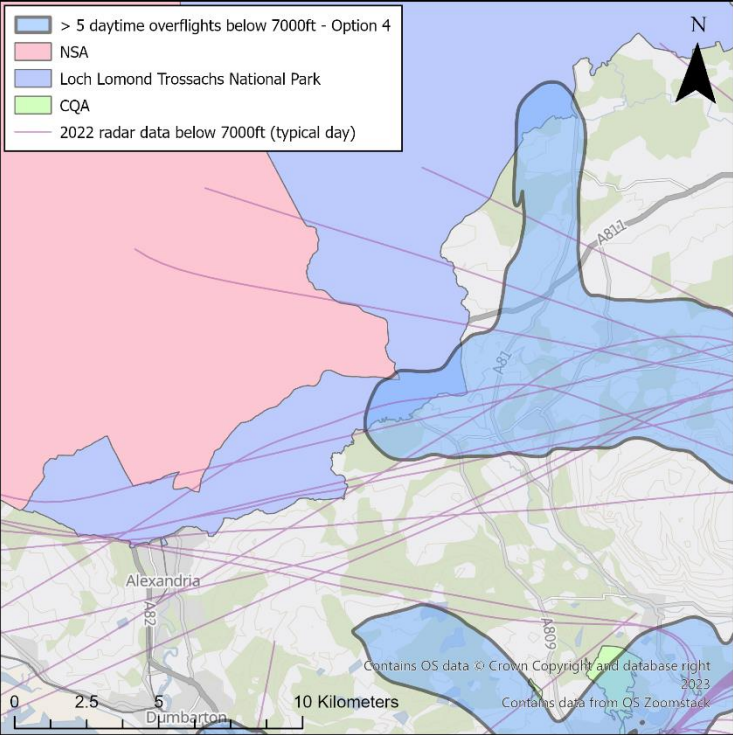 > 5 daytime overflights below 7000ft - Option 4
NSA
Loch Lomond Trossachs National Park
CQA
2022 radar data below 7000ft (typical day)
N
A811
A81
Alexandria
A82
A809
Contains OS data © Crown Copyright and database right
2023
Contains data from OS Zoomstack
0 2.5 5 10 Kilometers
Dumbarton